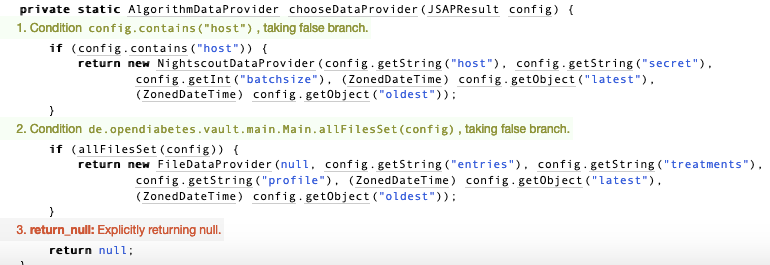 private static AlgorithmDataProvider chooseDataProvider(JSAPResult config) {
1. Condition config.contains("host"), taking false branch.
if (config.contains("host")) {
return new NightscoutDataProvider(config.getString("host"), config.getString("secret"),
config.getInt("batchsize"), (ZonedDateTime) config.getObject("latest"),
(ZonedDateTime) config.getObject("oldest"));
}
2. Condition de.opendiabetes.vault.main.Main.allFilesSet(config), taking false branch.
if (allFilesSet(config)) {
return new FileDataProvider(null, config.getString("entries"), config.getString("treatments"),
config.getString("profile"), (ZonedDateTime) config.getObject("latest"),
(ZonedDateTime) config.getObject("oldest"));
}
3. return_null: Explicitly returning null.
return null;